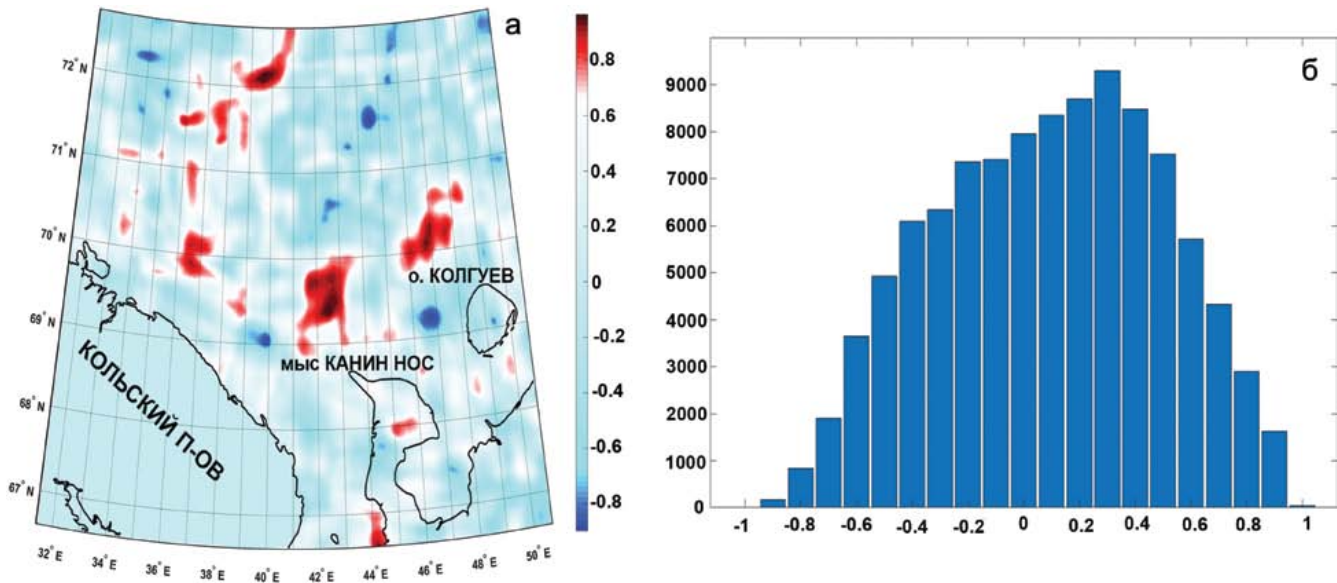 а
72° N
71° N
70° N
69° N
68° N
67° N
32° E
34° E
36° E
38° E
40° E
42° E
44° E
46° E
48° E
50° E
о. КОЛГУЕВ
мыс КАНИН НОС
КОЛЬСКИЙ П-ОВ
0.8
0.6
0.4
0.2
0
-0.2
-0.4
-0.6
-0.8
б
9000
8000
7000
6000
5000
4000
3000
2000
1000
0
-1
-0.8
-0.6
-0.4
-0.2
0
0.2
0.4
0.6
0.8
1